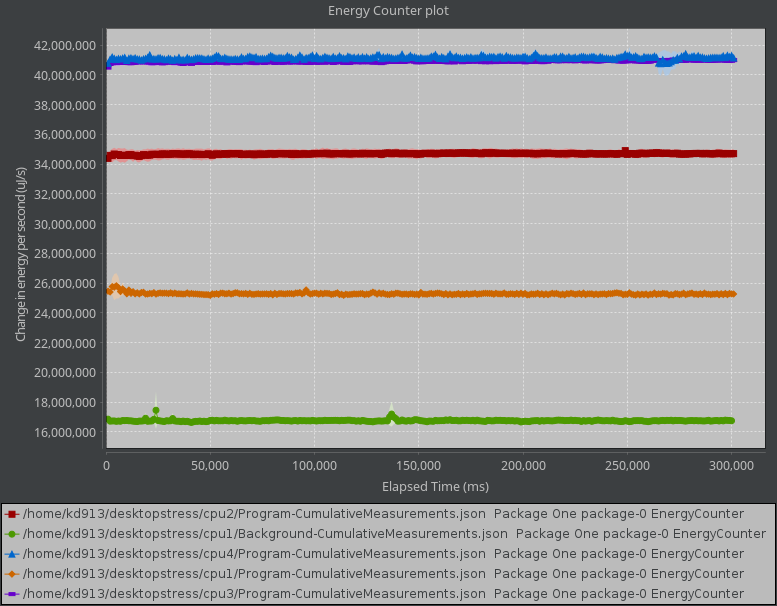 Energy Counter plot
Change in energy per second (uJ/s)
42,000,000
40,000,000
38,000,000
36,000,000
34,000,000
32,000,000
30,000,000
28,000,000
26,000,000
24,000,000
22,000,000
20,000,000
18,000,000
16,000,000
0 50,000 100,000 150,000 200,000 250,000 300,000
Elapsed Time (ms)
/home/kd913/desktopstress/cpu2/Program-CumulativeMeasurements.json Package One package-0 EnergyCounter
/home/kd913/desktopstress/cpu1/Background-CumulativeMeasurements.json Package One package-0 EnergyCounter
/home/kd913/desktopstress/cpu4/Program-CumulativeMeasurements.json Package One package-0 EnergyCounter
/home/kd913/desktopstress/cpu1/Program-CumulativeMeasurements.json Package One package-0 EnergyCounter
/home/kd913/desktopstress/cpu3/Program-CumulativeMeasurements.json Package One package-0 EnergyCounter